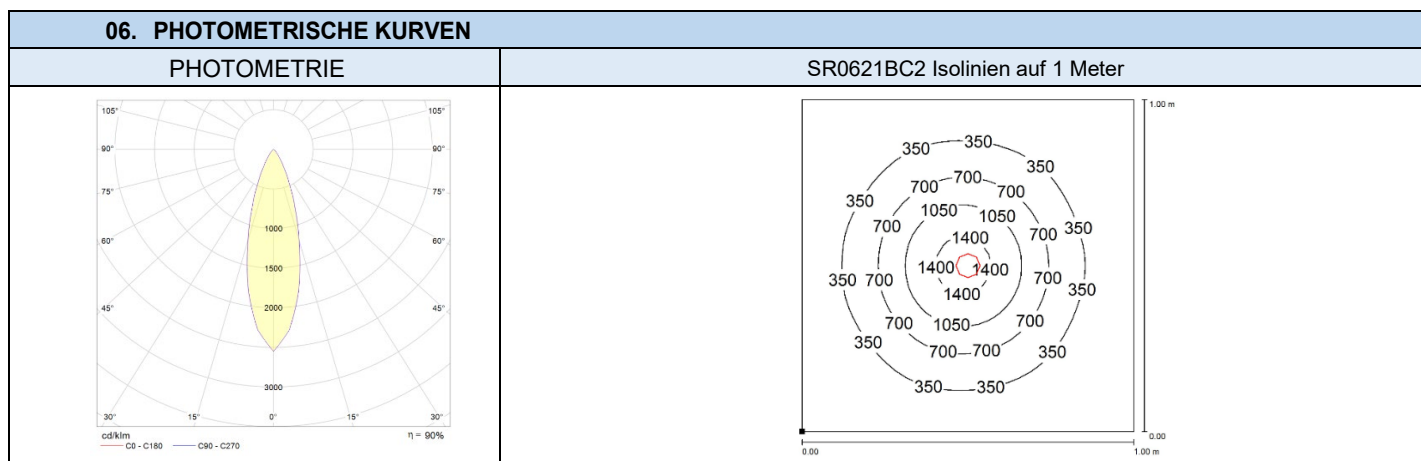 06. PHOTOMETRISCHE KURVEN
PHOTOMETRIE
SR0621BC2 Isolinien auf 1 Meter
105° 105°
90° 90°
75° 75°
60° 60°
45° 45°
30° 15° 0° 15° 30°
1000
1500
2000
3000
cd/klm η = 90%
C0 - C180 C90 - C270
1.00 m
350 350
350 350
700 700 700
350 350
700 1050 1050 700
1400
1400 1400
700 700
1400
350 350
700 1050 700
700 700
350 350
350 350
0.00
0.00 1.00 m